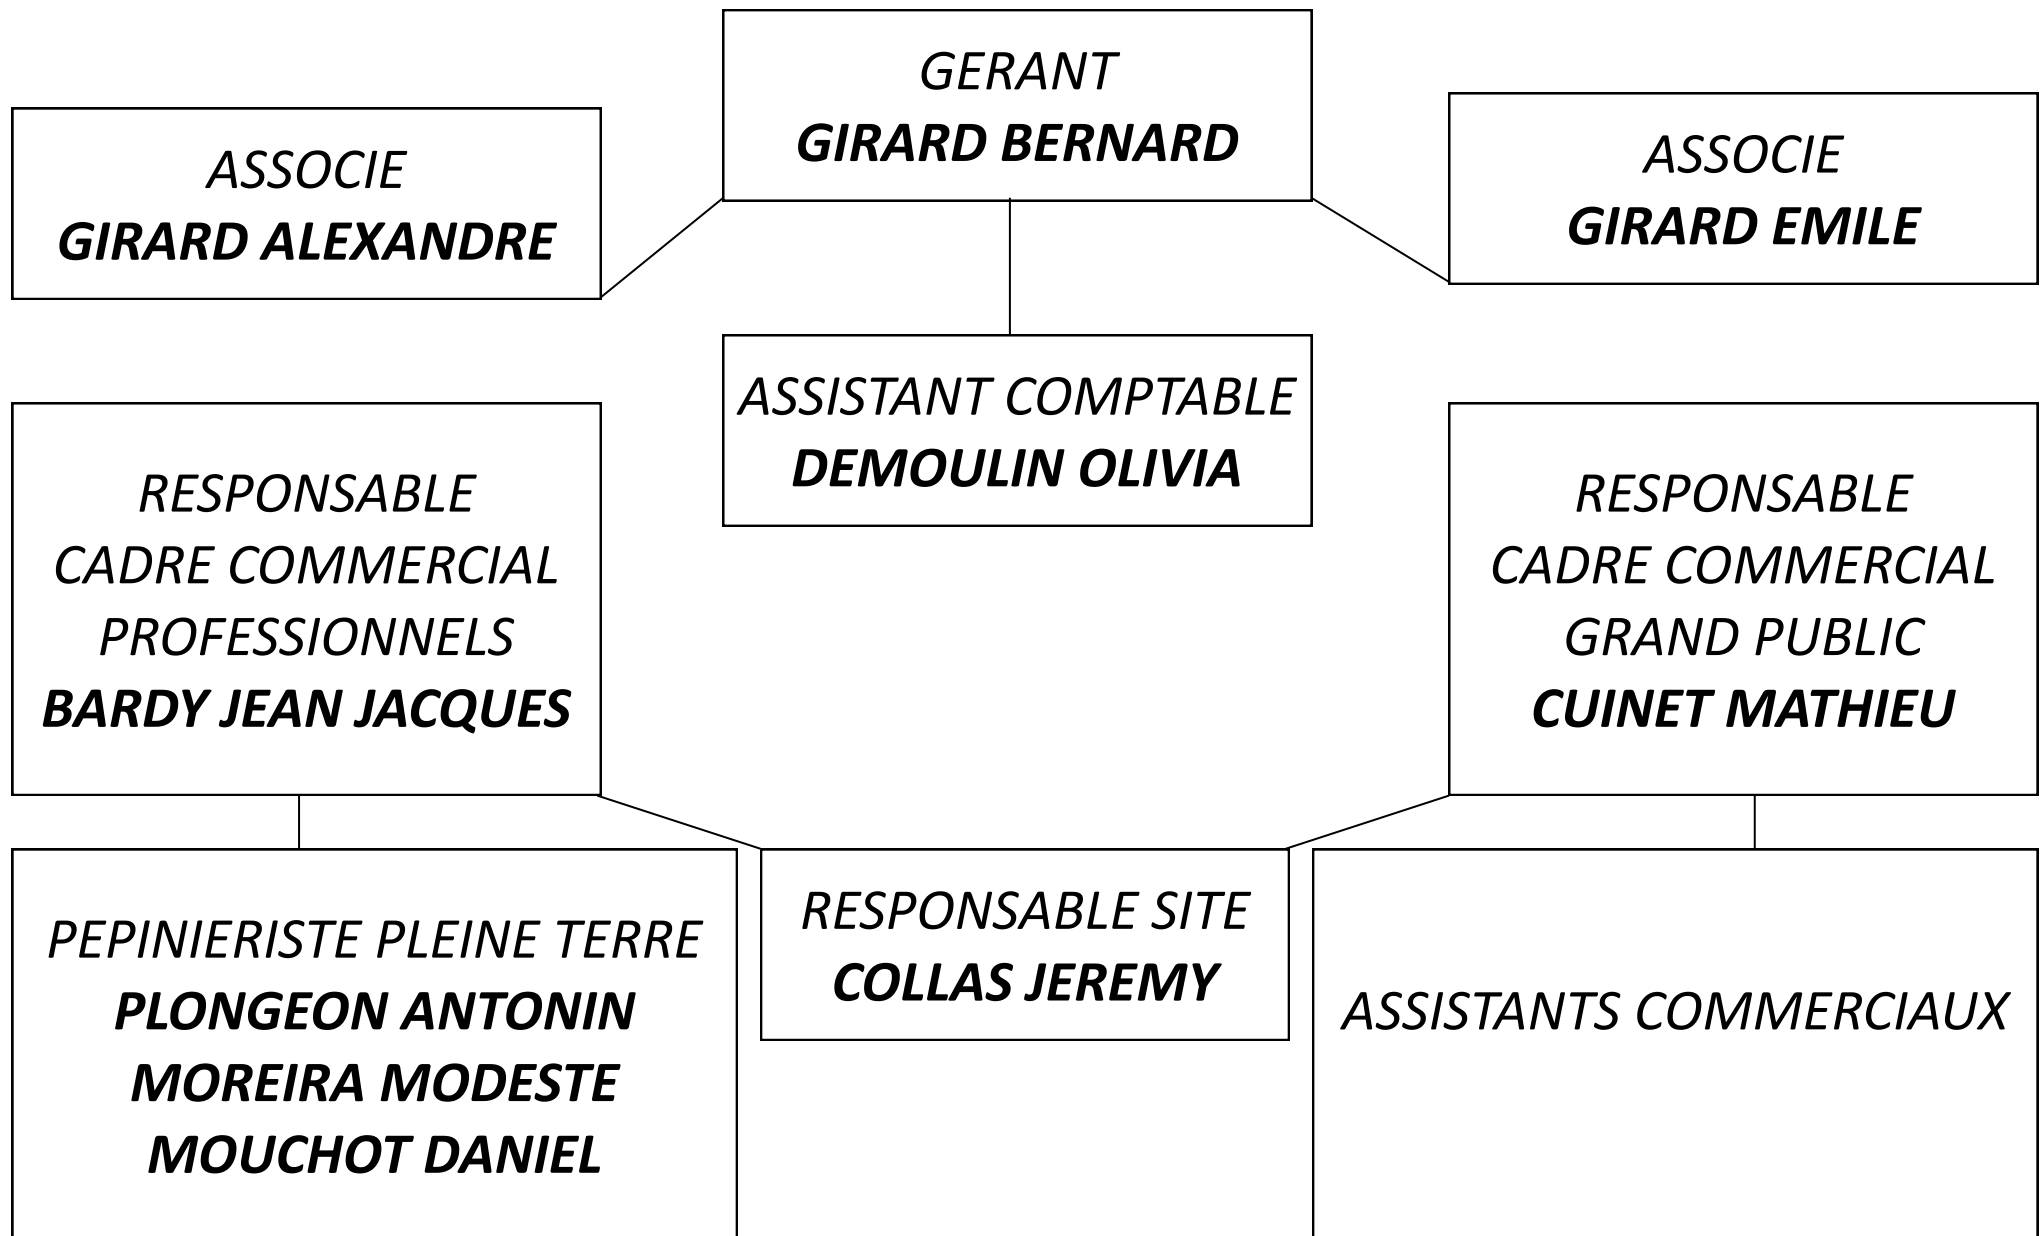 GERANT
GIRARD BERNARD
ASSOCIE
GIRARD ALEXANDRE
ASSOCIE
GIRARD EMILE
ASSISTANT COMPTABLE
DEMOULIN OLIVIA
RESPONSABLE
CADRE COMMERCIAL
PROFESSIONNELS
BARDY JEAN JACQUES
RESPONSABLE
CADRE COMMERCIAL
GRAND PUBLIC
CUINET MATHIEU
PEPINIERISTE PLEINE TERRE
PLONGEON ANTONIN
MOREIRA MODESTE
MOUCHOT DANIEL
RESPONSABLE SITE
COLLAS JEREMY
ASSISTANTS COMMERCIAUX